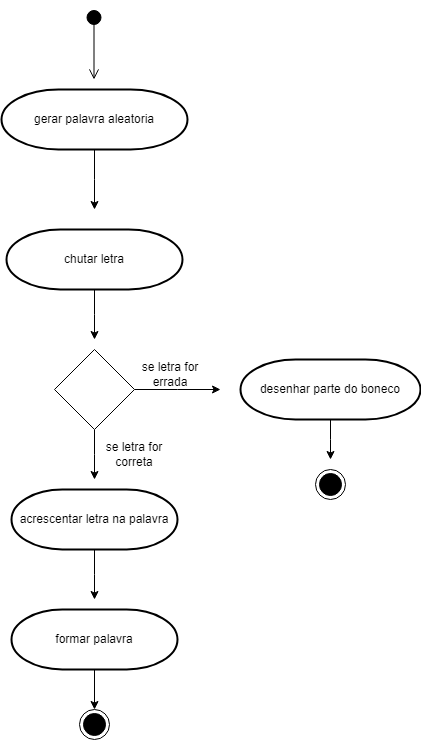 gerar palavra aleatoria
chutar letra
se letra for
errada
desenhar parte do boneco
se letra for
correta
acrescentar letra na palavra
formar palavra